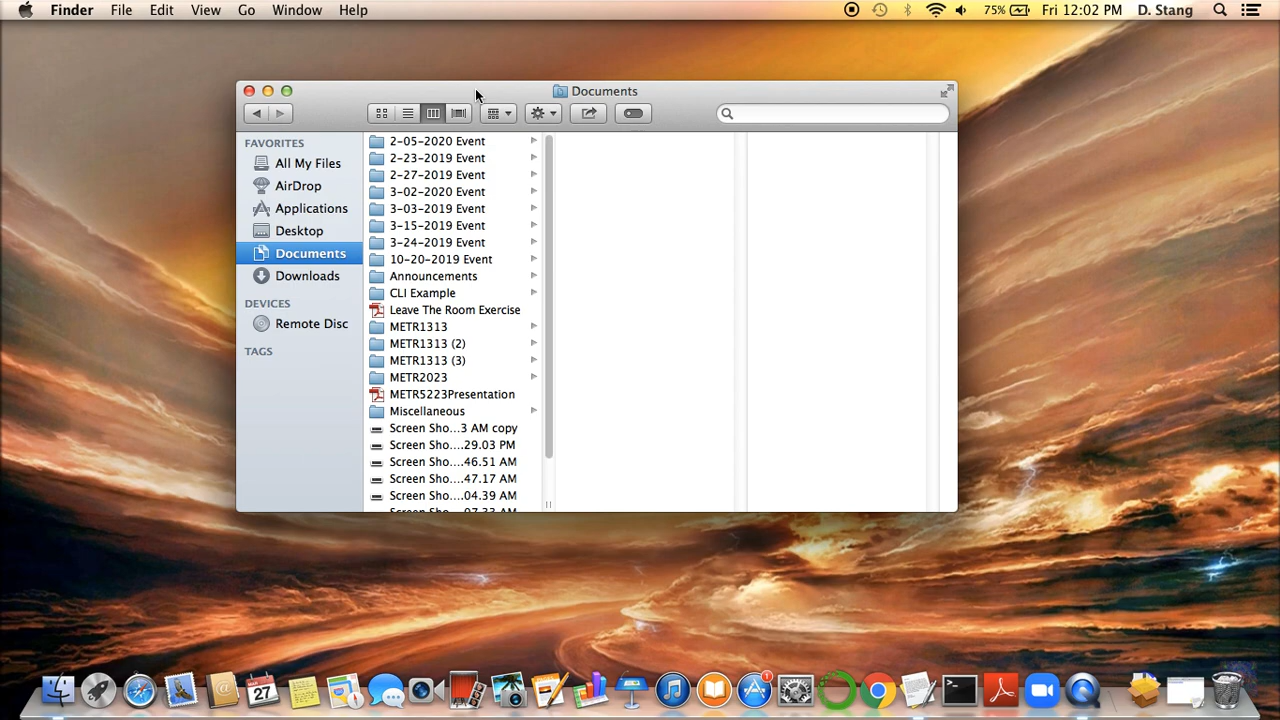 Finder File Edit View Go Window Help 75% Fri 12:02 PM D. Stang
Documents
FAVORITES
All My Files
AirDrop
Applications
Desktop
Documents
Downloads
DEVICES
Remote Disc
TAGS
2-05-2020 Event
2-23-2019 Event
2-27-2019 Event
3-02-2020 Event
3-03-2019 Event
3-15-2019 Event
3-24-2019 Event
10-20-2019 Event
Announcements
CLI Example
Leave The Room Exercise
METR1313
METR1313 (2)
METR1313 (3)
METR2023
METR5223Presentation
Miscellaneous
Screen Sho...3 AM copy
Screen Sho....29.03 PM
Screen Sho....46.51 AM
Screen Sho....47.17 AM
Screen Sho....04.39 AM
MAR
27
1